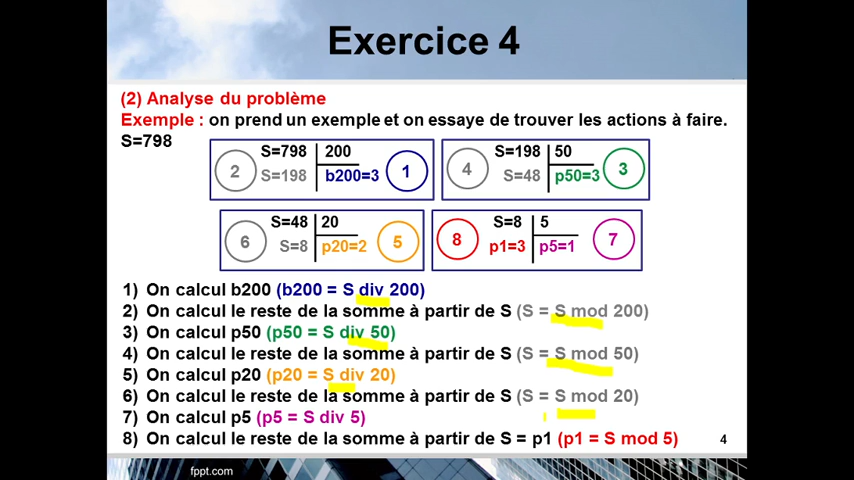 Exercice 4
(2) Analyse du problème
Exemple : on prend un exemple et on essaye de trouver les actions à faire.
S=798
2 S=798 200 1
S=198 b200=3
4 S=198 50 3
S=48 p50=3
6 S=48 20 5
S=8 p20=2
8 S=8 5 7
p1=3 p5=1
1) On calcul b200 (b200 = S div 200)
2) On calcul le reste de la somme à partir de S (S = S mod 200)
3) On calcul p50 (p50 = S div 50)
4) On calcul le reste de la somme à partir de S (S = S mod 50)
5) On calcul p20 (p20 = S div 20)
6) On calcul le reste de la somme à partir de S (S = S mod 20)
7) On calcul p5 (p5 = S div 5)
8) On calcul le reste de la somme à partir de S = p1 (p1 = S mod 5)
4
fppt.com